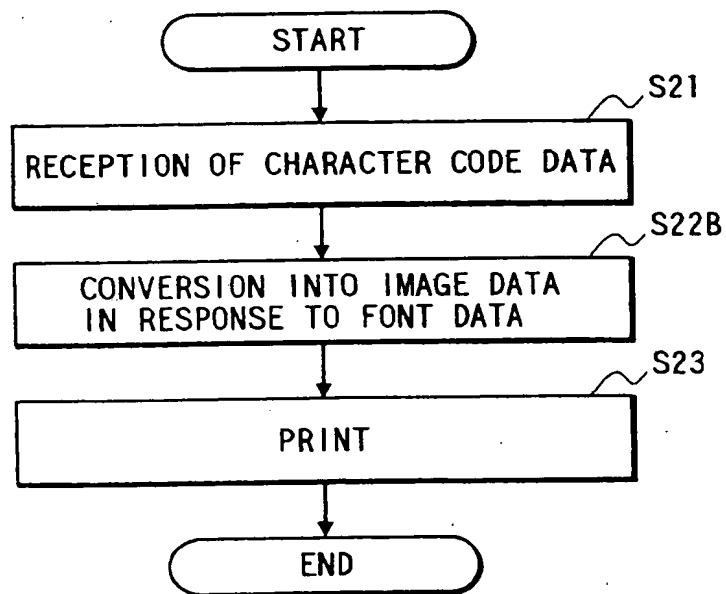 START
S21
RECEPTION OF CHARACTER CODE DATA
S22B
CONVERSION INTO IMAGE DATA
IN RESPONSE TO FONT DATA
S23
PRINT
END